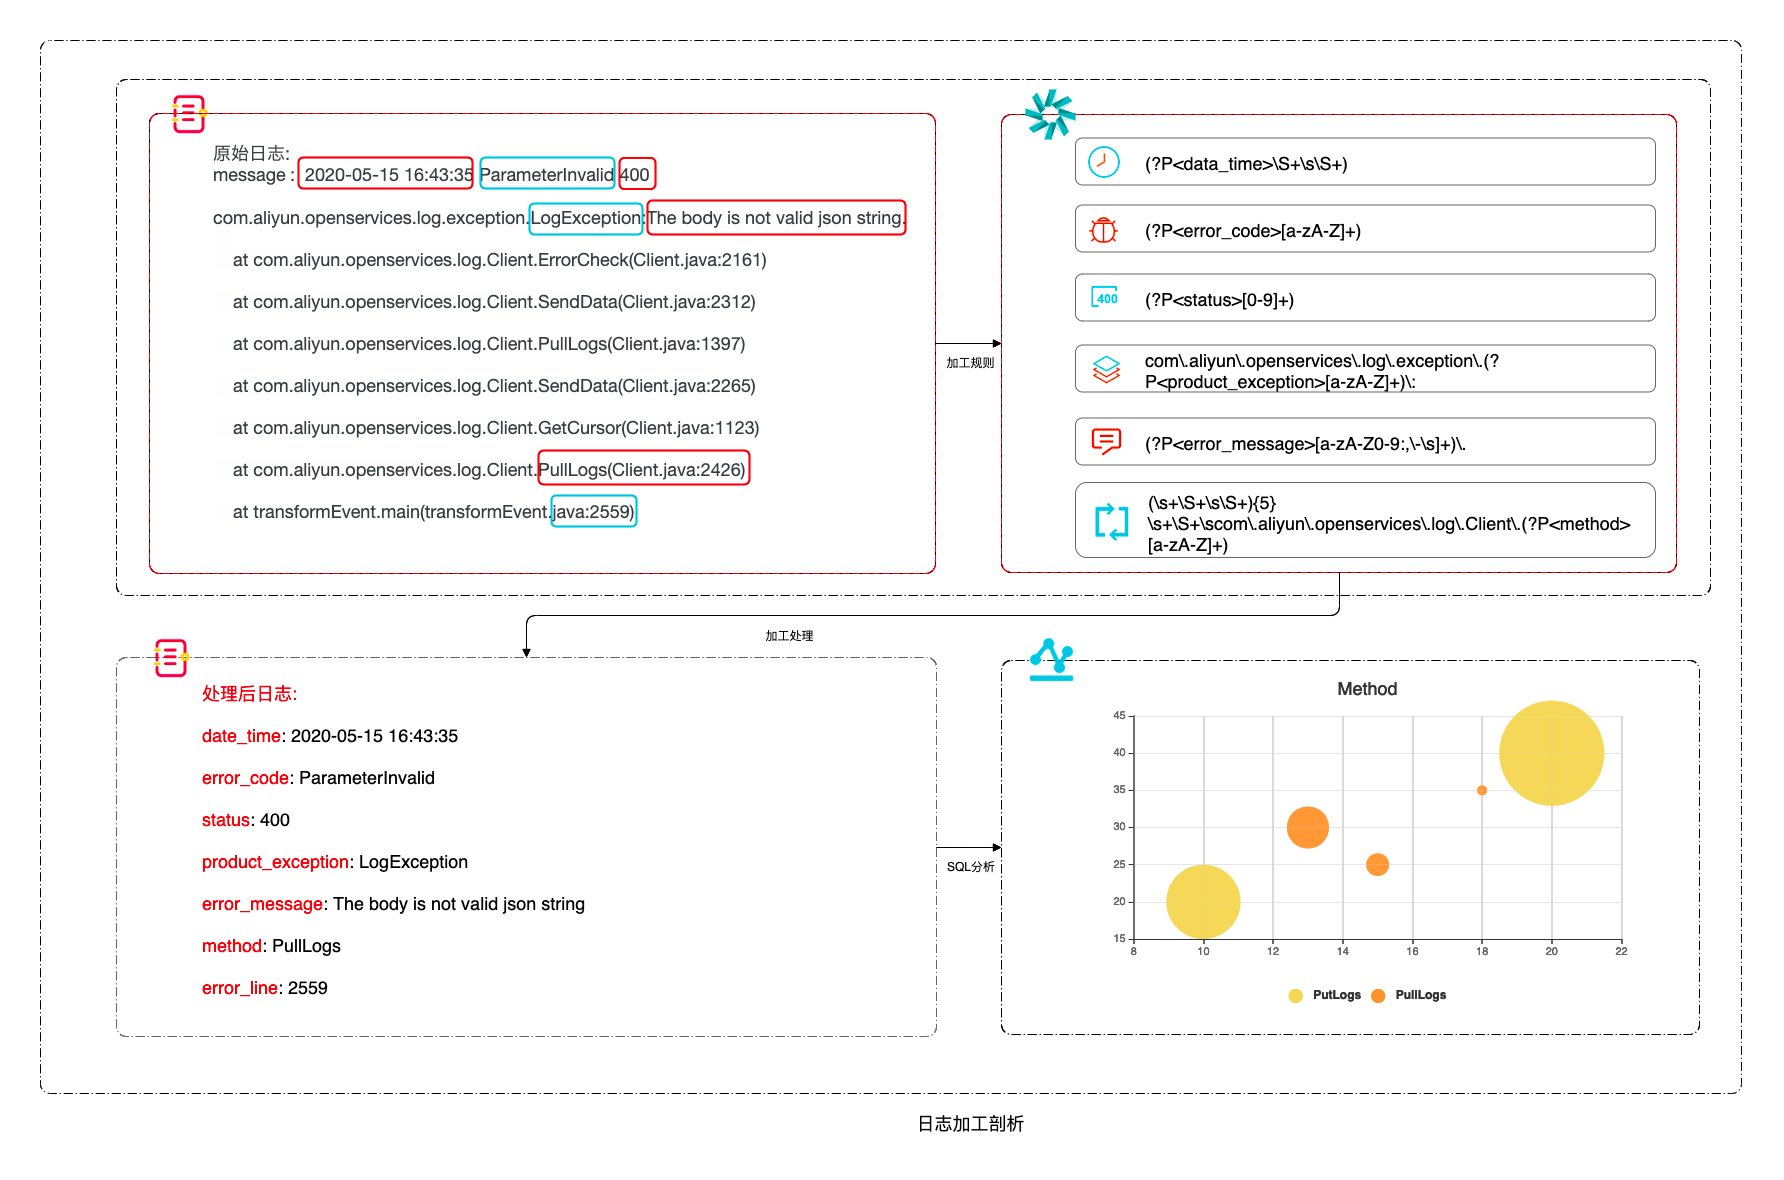 原始日志:
message : 2020-05-15 16:43:35 ParameterInvalid 400
com.aliyun.openservices.log.exception.LogException:The body is not valid json string.
at com.aliyun.openservices.log.Client.ErrorCheck(Client.java:2161)
at com.aliyun.openservices.log.Client.SendData(Client.java:2312)
at com.aliyun.openservices.log.Client.PullLogs(Client.java:1397)
at com.aliyun.openservices.log.Client.SendData(Client.java:2265)
at com.aliyun.openservices.log.Client.GetCursor(Client.java:1123)
at com.aliyun.openservices.log.Client.PullLogs(Client.java:2426)
at transformEvent.main(transformEvent.java:2559)
加工规则
(?P<data_time>\S+\s\S+)
(?P<error_code>[a-zA-Z]+)
400
(?P<status>[0-9]+)
com\.aliyun\.openservices\.log\.exception\.(?
P<product_exception>[a-zA-Z]+)\:
(?P<error_message>[a-zA-Z0-9:,\-\s]+)\.
(\s+\S+\s\S+){5}
\s+\S+\scom\.aliyun\.openservices\.log\.Client\.(?P<method>
[a-zA-Z]+)
加工处理
处理后日志:
date_time: 2020-05-15 16:43:35
error_code: ParameterInvalid
status: 400
product_exception: LogException
error_message: The body is not valid json string
method: PullLogs
error_line: 2559
SQL分析
Method
45
40
35
30
25
20
15
8 10 12 14 16 18 20 22
PutLogs PullLogs
日志加工剖析